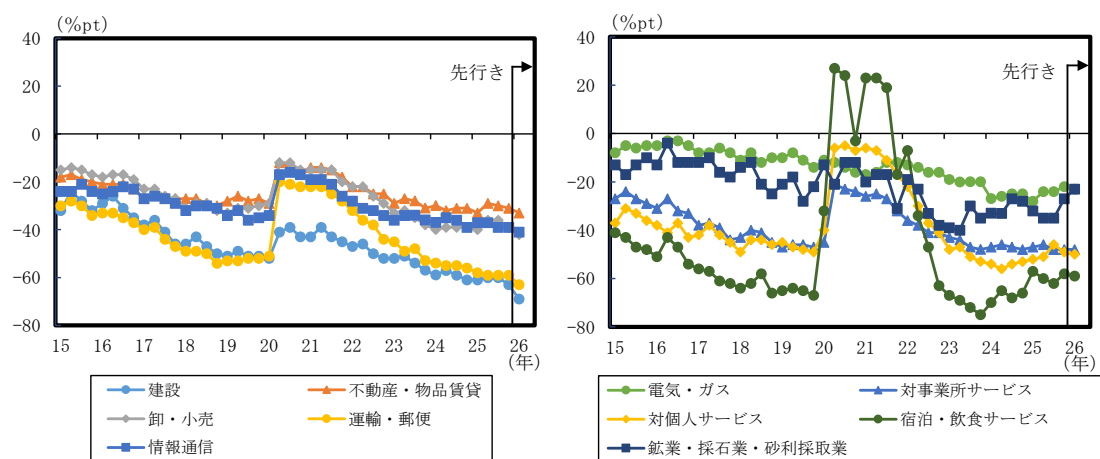 (%pt)
40
20
0
-20
-40
-60
-80
先行き
15 16 17 18 19 20 21 22 23 24 25 26
(年)
建設
不動産・物品賃貸
卸・小売
運輸・郵便
情報通信
(%pt)
40
20
0
-20
-40
-60
-80
先行き
15 16 17 18 19 20 21 22 23 24 25 26
(年)
電気・ガス
対事業所サービス
対個人サービス
宿泊・飲食サービス
鉱業・採石業・砂利採取業